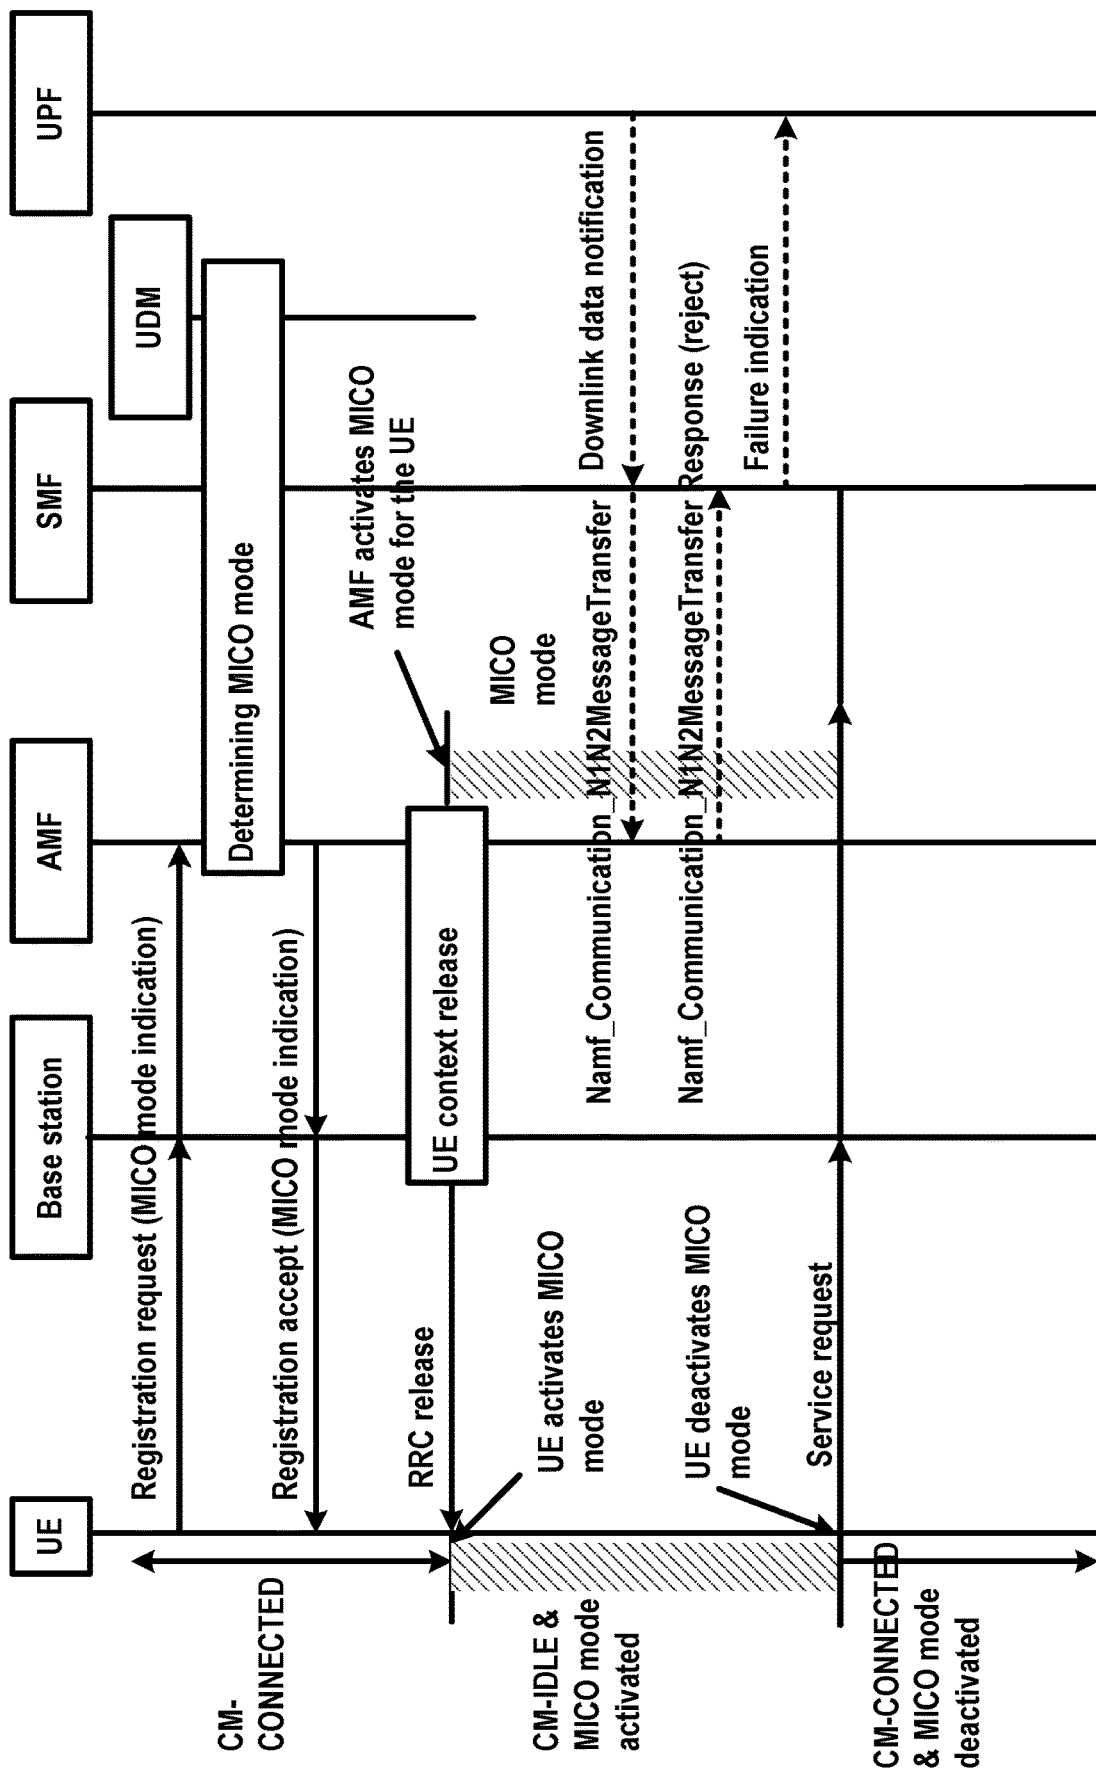 UE
Base station
AMF
SMF
UDM
UPF
Registration request (MICO mode indication)
Determining MICO mode
Registration accept (MICO mode indication)
CM-
CONNECTED
RRC release
UE context release
AMF activates MICO
mode for the UE
MICO
mode
UE activates MICO
mode
CM-IDLE &
MICO mode
activated
Downlink data notification
Namf_Communication_N1N2MessageTransfer
Namf_Communication_N1N2MessageTransfer Response (reject)
Failure indication
UE deactivates MICO
mode
Service request
CM-CONNECTED
& MICO mode
deactivated